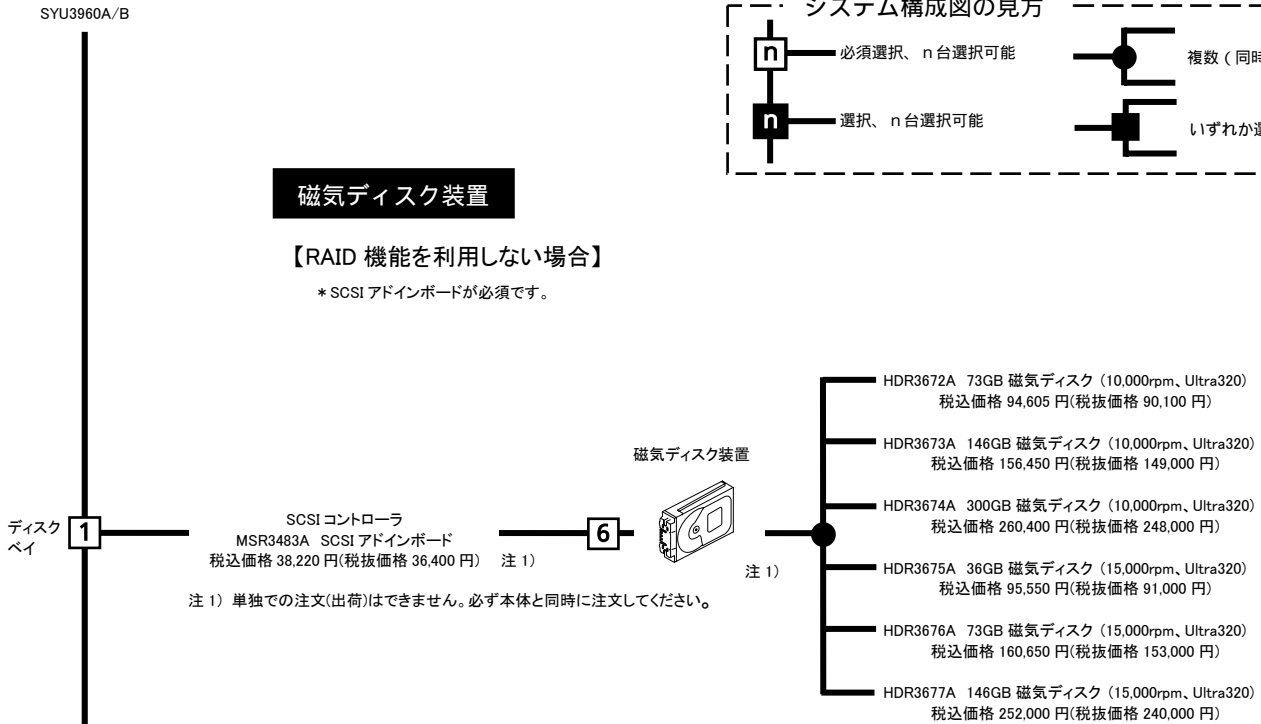 SYU3960A/B
システム構成図の見方
n
必須選択、n台選択可能
複数(同時
n
選択、n台選択可能
いずれか選
磁気ディスク装置
【RAID 機能を利用しない場合】
*SCSI アドインボードが必須です。
ディスク
ベイ
1
SCSI コントローラ
MSR3483A SCSI アドインボード
税込価格 38,220 円(税抜価格 36,400 円) 注 1)
6
磁気ディスク装置
注 1)
注 1) 単独での注文(出荷)はできません。必ず本体と同時に注文してください。
HDR3672A 73GB 磁気ディスク (10,000rpm、Ultra320)
税込価格 94,605 円(税抜価格 90,100 円)
HDR3673A 146GB 磁気ディスク (10,000rpm、Ultra320)
税込価格 156,450 円(税抜価格 149,000 円)
HDR3674A 300GB 磁気ディスク (10,000rpm、Ultra320)
税込価格 260,400 円(税抜価格 248,000 円)
HDR3675A 36GB 磁気ディスク (15,000rpm、Ultra320)
税込価格 95,550 円(税抜価格 91,000 円)
HDR3676A 73GB 磁気ディスク (15,000rpm、Ultra320)
税込価格 160,650 円(税抜価格 153,000 円)
HDR3677A 146GB 磁気ディスク (15,000rpm、Ultra320)
税込価格 252,000 円(税抜価格 240,000 円)